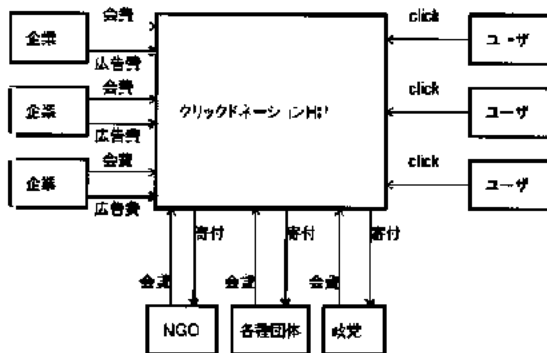 会費
click
企業
ユーザ
広告費
会費
click
企業
クリックドネーションHP
ユーザ
広告費
会費
click
企業
ユーザ
広告費
寄付
寄付
寄付
会費
会費
会費
NGO
各種団体
政党